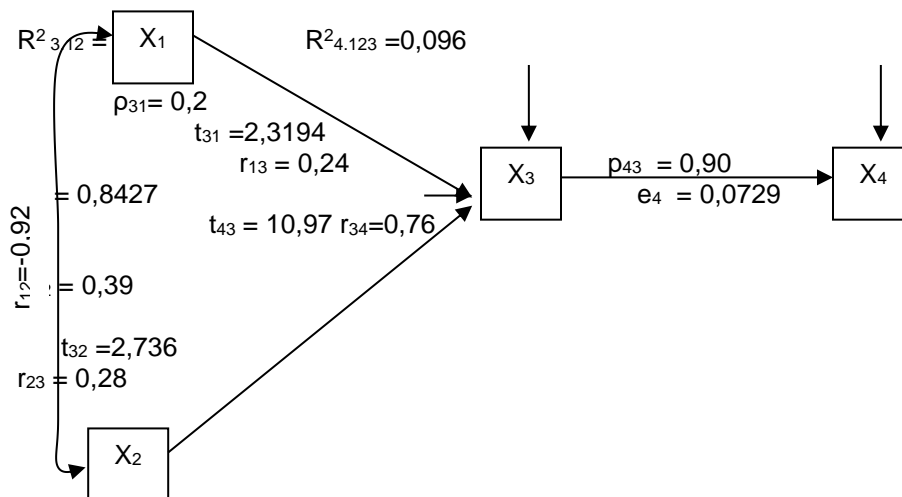 X1
R² 3.12 =
R²4.123=0,096
ρ31= 0,2
t31 =2,3194
r13 = 0,24
X3
p43 = 0,90
X4
e4 = 0,0729
= 0,8427
r12=-0.92
t43 = 10,97 r34=0,76
= 0,39
t32 =2,736
r23 = 0,28
X2